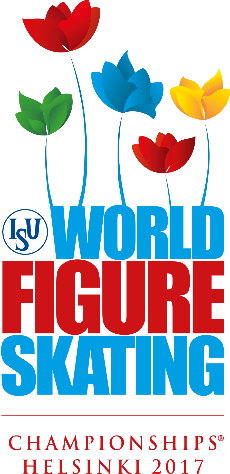 ISU WORLD
FIGURE
SKATING
CHAMPIONSHIPS®
HELSINKI 2017